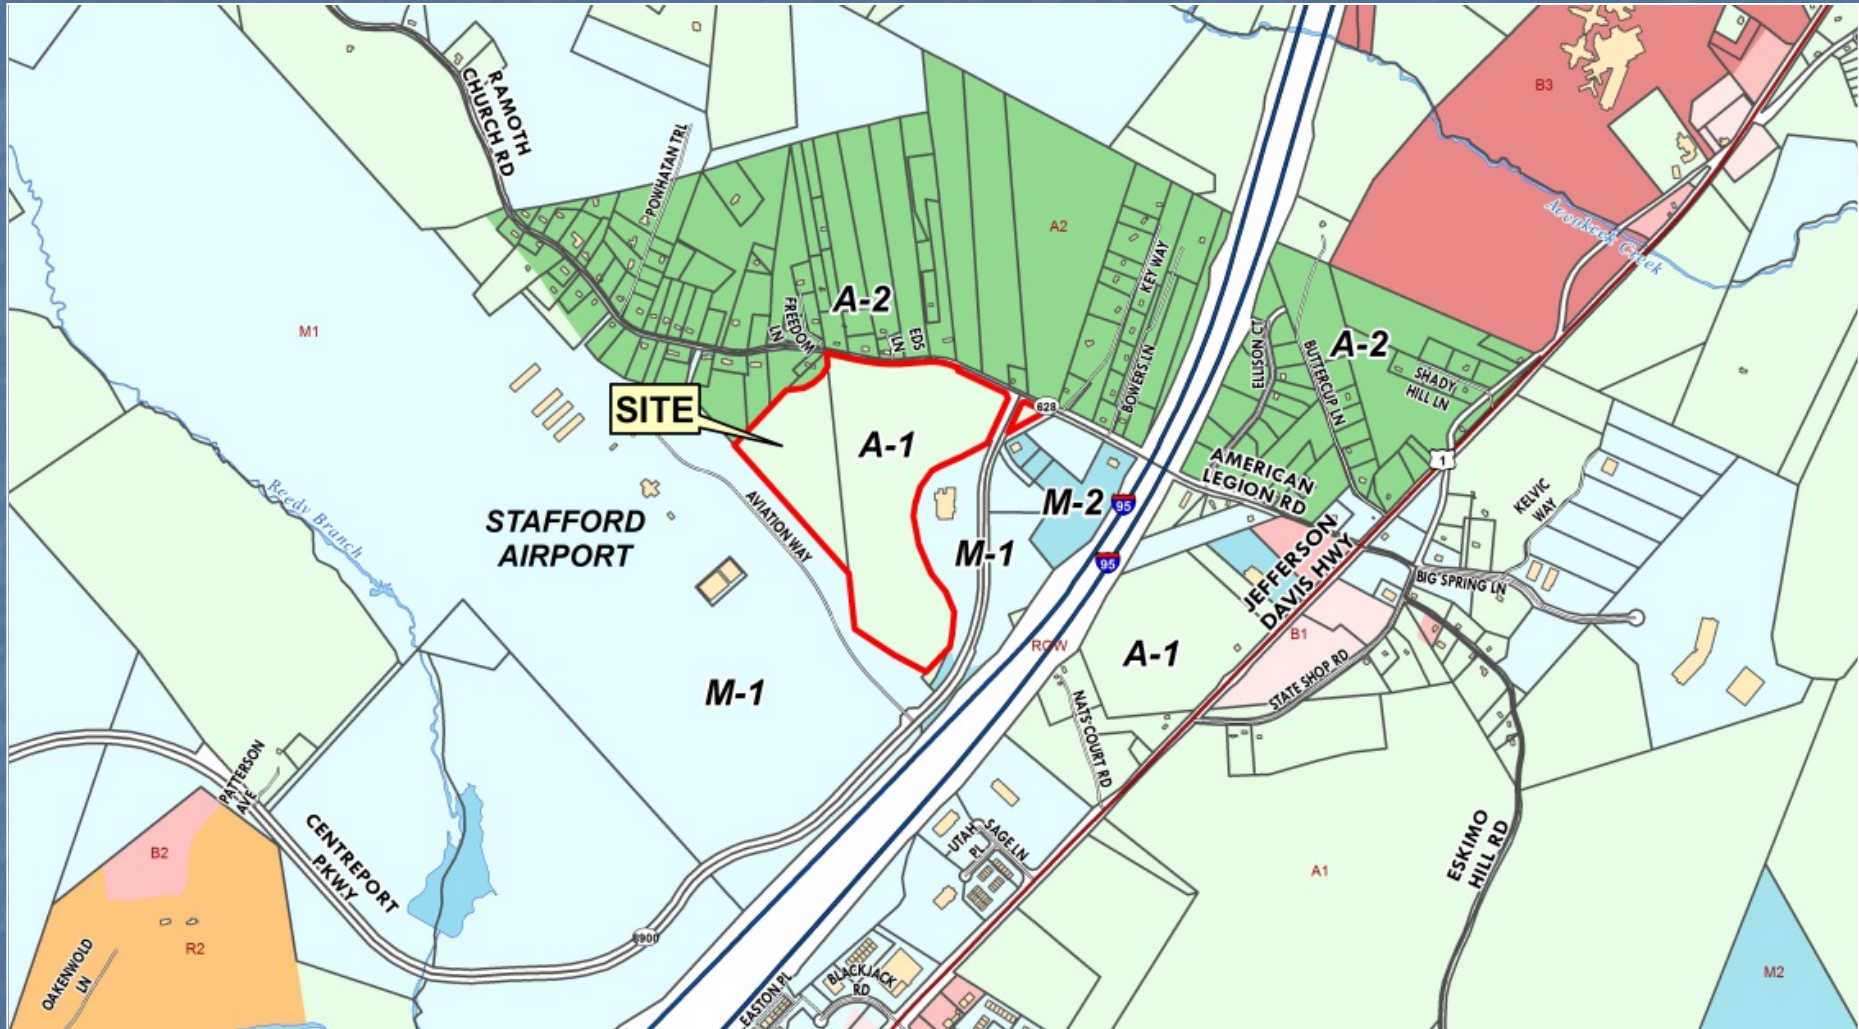 RAMOTH
CHURCH RD
POWHATAN TRL
B3
Accokeek Creek
A2
KEY WAY
BOWERS LN
A-2
FREEDOM
LN
EDS
LN
M1
A-2
ELLISON CT
BUTTERCUP LN
SHADY
HILL LN
SITE
628
A-1
1
AMERICAN
LEGION RD
M-2
95
95
KELVIC
WAY
Reedy Branch
STAFFORD
AIRPORT
AVIATION WAY
M-1
JEFFERSON
DAVIS HWY
BIG SPRING LN
B1
ROW
A-1
STATE SHOP RD
M-1
NATS COURT RD
PATTERSON
AVE
CENTREPORT
PKWY
B2
UTAH
PL
SAGE LN
A1
ESKIMO
HILL RD
8900
R2
OAKENWOLD
LN
BLACKJACK
RD
EASTON PL
M2